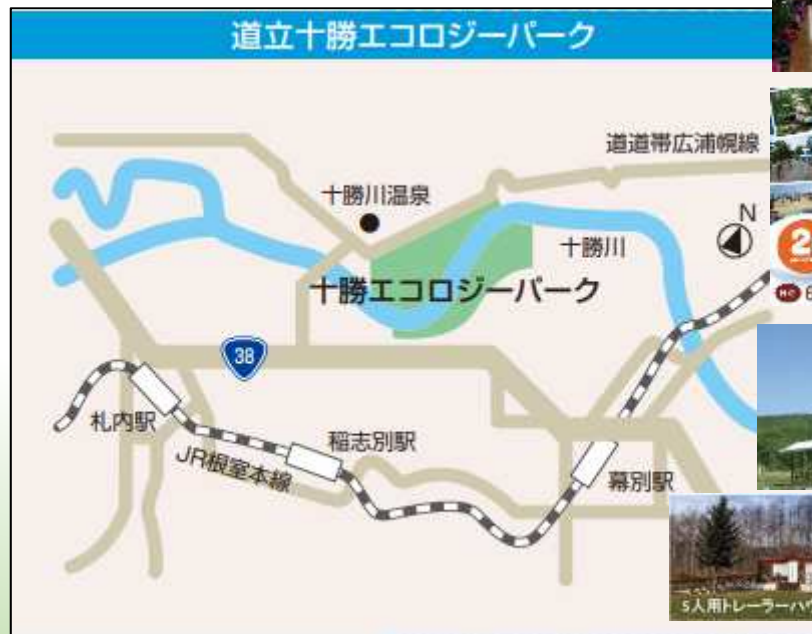 道立十勝エコロジーパーク
道道帯広浦幌線
十勝川温泉
N
十勝川
十勝エコロジーパーク
38
札内駅
稲志別駅
JR根室本線
幕別駅
5人用トレーラーハウ